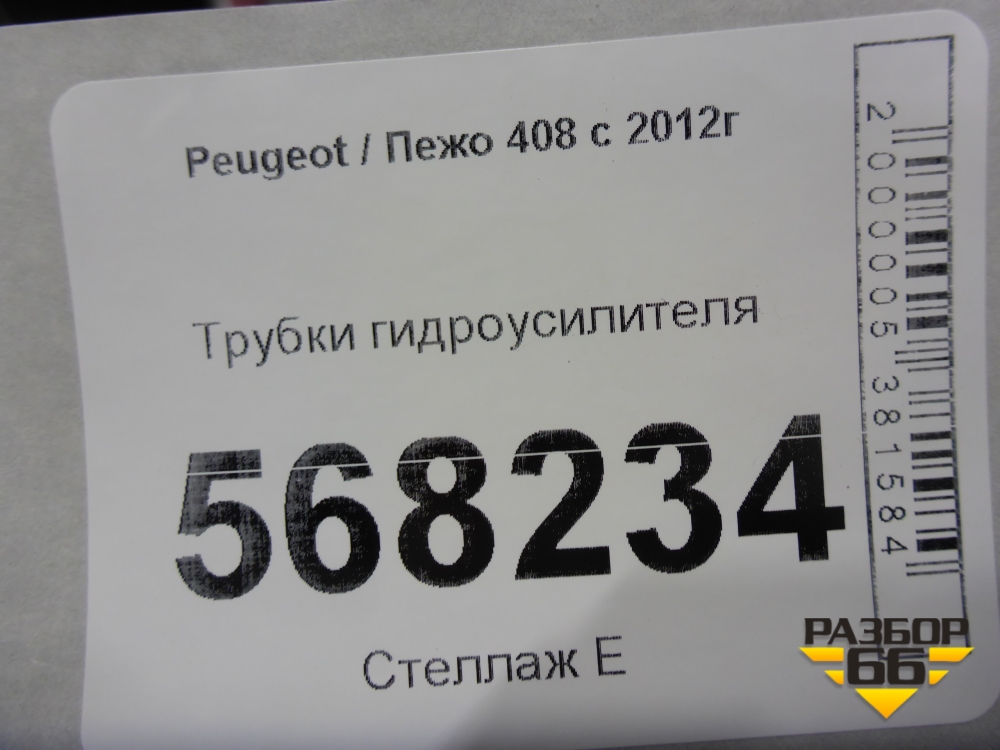 Peugeot / Пежо 408 с 2012г
Трубки гидроусилителя
568234
Стеллаж Е
2000005381584
РАЗБОР
66